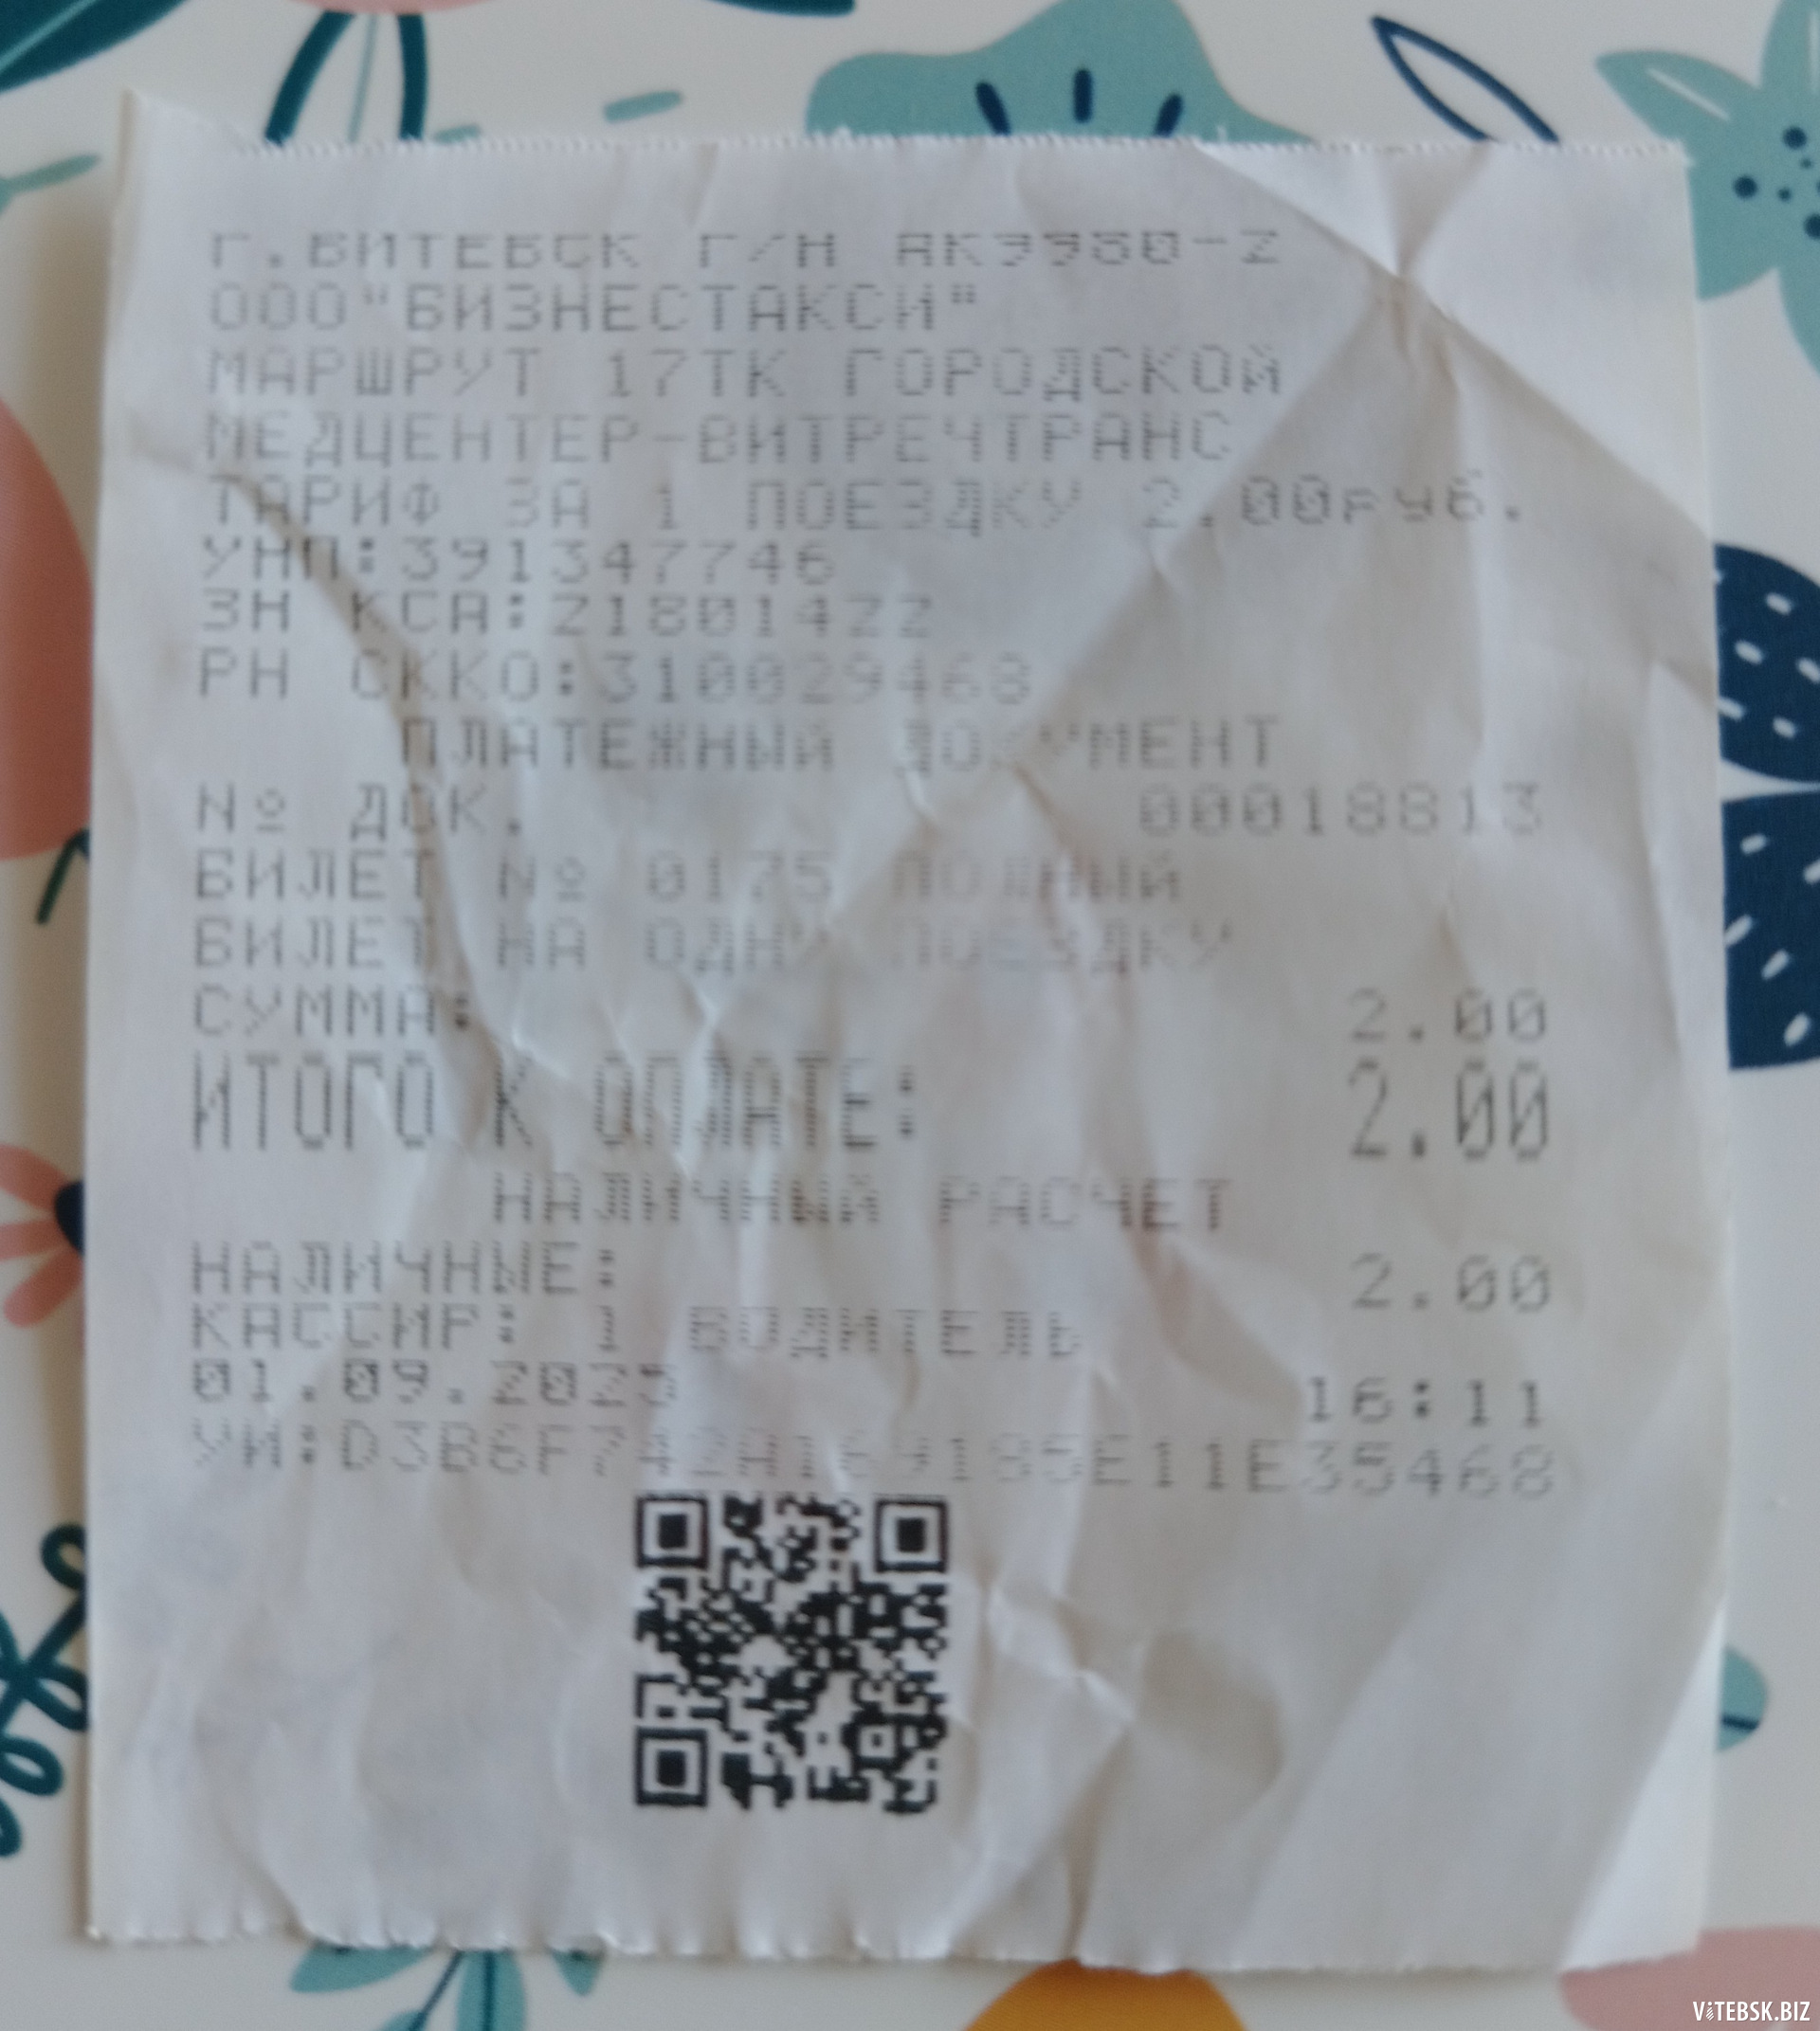 Г.ВИТЕБСК Г/Н АК9980-Z
ООО"БИЗНЕСТАКСИ"
МАРШРУТ 17ТК ГОРОДСКОЙ
МЕДЦЕНТЕР-ВИТРЕЧТРАНС
ТАРИФ ЗА 1 ПОЕЗДКУ 2.00руб.
УНП:391347746
ЗН КСА:21801422
РН СККО:310029468
ПЛАТЕЖНЫЙ ДОКУМЕНТ
№ ДОК. 00018813
БИЛЕТ № 0175 ПОЛНЫЙ
БИЛЕТ НА ОДНУ ПОЕЗДКУ
СУММА: 2.00
ИТОГО К ОПЛАТЕ: 2.00
НАЛИЧНЫЙ РАСЧЕТ
НАЛИЧНЫЕ: 2.00
КАССИР: 1 ВОДИТЕЛЬ
01.09.2025 16:11
УИ:
VITEBSK.BIZ